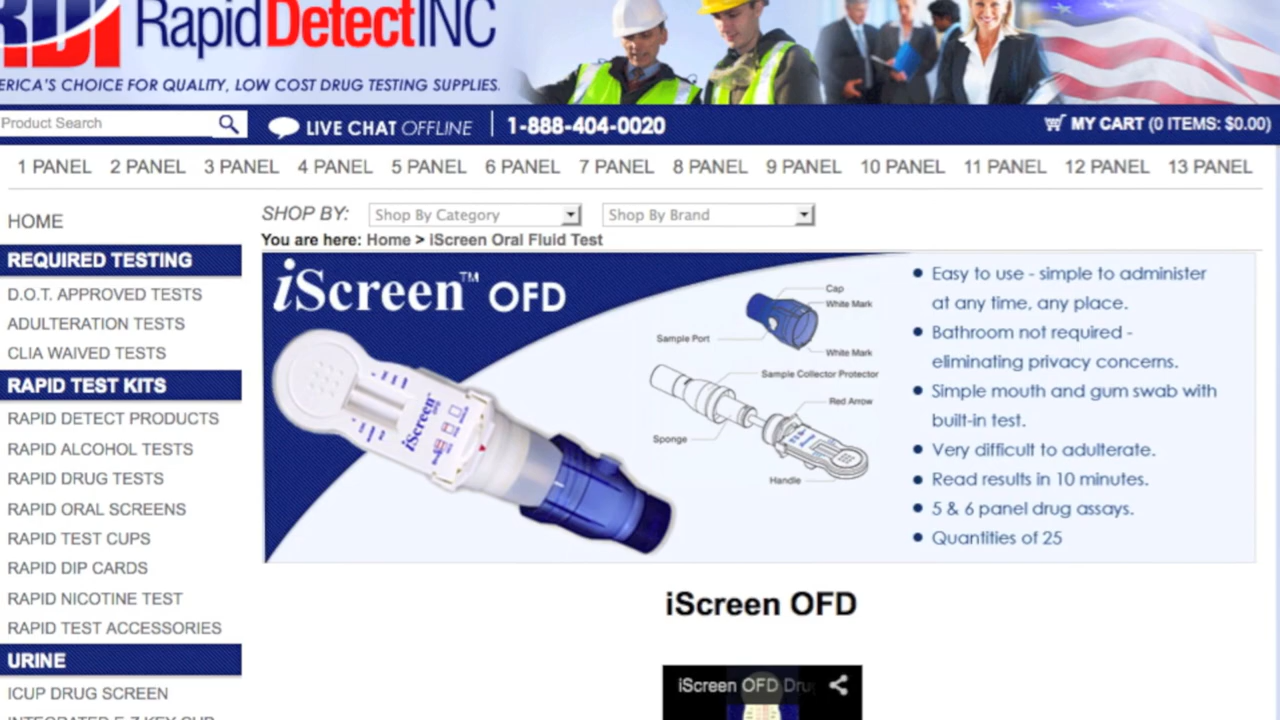 RDI RapidDetectINC
ERICA'S CHOICE FOR QUALITY, LOW COST DRUG TESTING SUPPLIES.
Product Search
LIVE CHAT OFFLINE
1-888-404-0020
MY CART (0 ITEMS: $0.00)
1 PANEL 2 PANEL 3 PANEL 4 PANEL 5 PANEL 6 PANEL 7 PANEL 8 PANEL 9 PANEL 10 PANEL 11 PANEL 12 PANEL 13 PANEL
HOME
REQUIRED TESTING
D.O.T. APPROVED TESTS
ADULTERATION TESTS
CLIA WAIVED TESTS
RAPID TEST KITS
RAPID DETECT PRODUCTS
RAPID ALCOHOL TESTS
RAPID DRUG TESTS
RAPID ORAL SCREENS
RAPID TEST CUPS
RAPID DIP CARDS
RAPID NICOTINE TEST
RAPID TEST ACCESSORIES
URINE
ICUP DRUG SCREEN
INTEGRATED E-Z KEY CUP
SHOP BY: Shop By Category Shop By Brand
You are here: Home > iScreen Oral Fluid Test
iScreen™ OFD
iScreen
Cap
White Mark
Sample Port
White Mark
Sample Collector Protector
Red Arrow
Sponge
Handle
• Easy to use - simple to administer
at any time, any place.
• Bathroom not required -
eliminating privacy concerns.
• Simple mouth and gum swab with
built-in test.
• Very difficult to adulterate.
• Read results in 10 minutes.
• 5 & 6 panel drug assays.
• Quantities of 25
iScreen OFD
iScreen OFD Dru